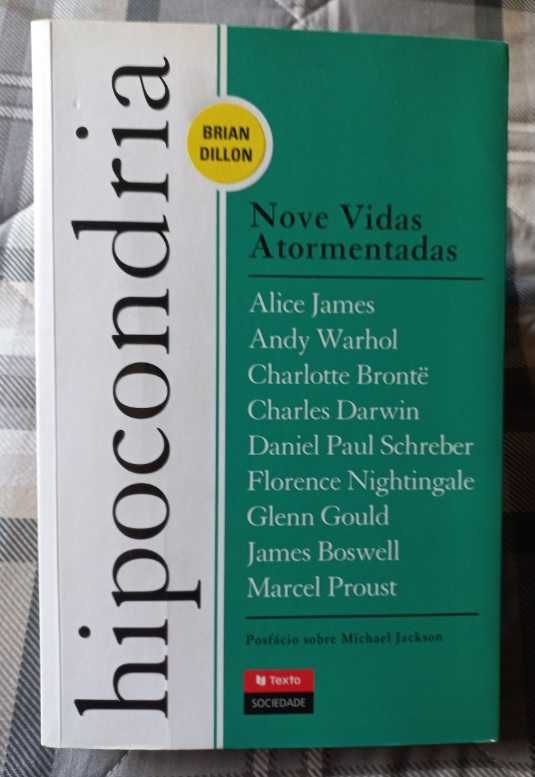 hipocondria
BRIAN
DILLON
Nove Vidas
Atormentadas
Alice James
Andy Warhol
Charlotte Brontë
Charles Darwin
Daniel Paul Schreber
Florence Nightingale
Glenn Gould
James Boswell
Marcel Proust
Posfácio sobre Michael Jackson
Texto
SOCIEDADE